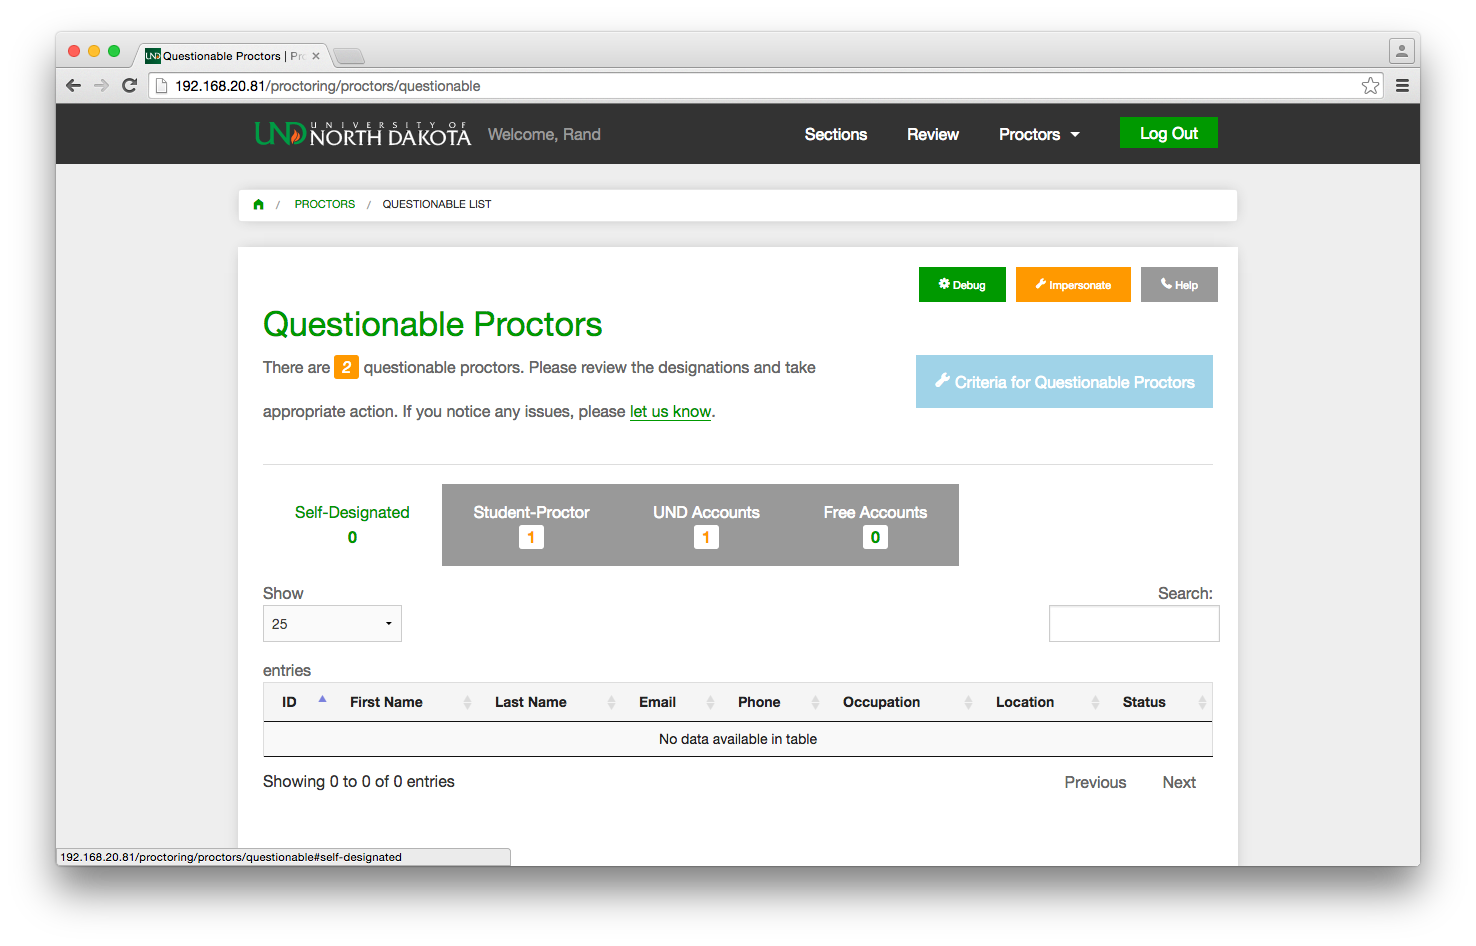 UND Questionable Proctors | Pro
192.168.20.81/proctoring/proctors/questionable
UND UNIVERSITY OF NORTH DAKOTA
Welcome, Rand
Sections Review Proctors Log Out
/ PROCTORS / QUESTIONABLE LIST
Debug Impersonate Help
Questionable Proctors
There are 2 questionable proctors. Please review the designations and take
appropriate action. If you notice any issues, please let us know.
Criteria for Questionable Proctors
Self-Designated Student-Proctor UND Accounts Free Accounts
0 1 1 0
Show Search:
25
entries
ID First Name Last Name Email Phone Occupation Location Status
No data available in table
Showing 0 to 0 of 0 entries Previous Next
192.168.20.81/proctoring/proctors/questionable#self-designated